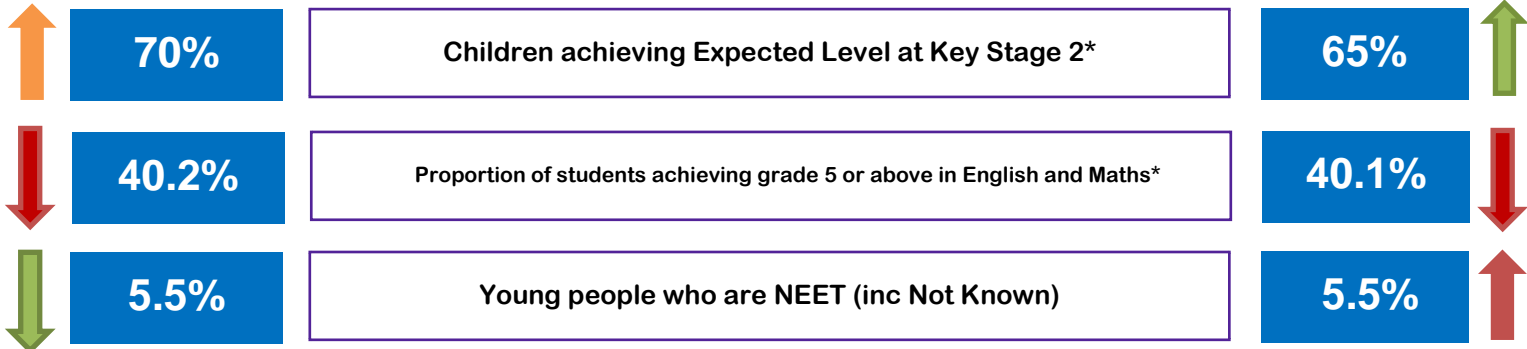 70% Children achieving Expected Level at Key Stage 2* 65%
40.2% Proportion of students achieving grade 5 or above in English and Maths* 40.1%
5.5% Young people who are NEET (inc Not Known) 5.5%